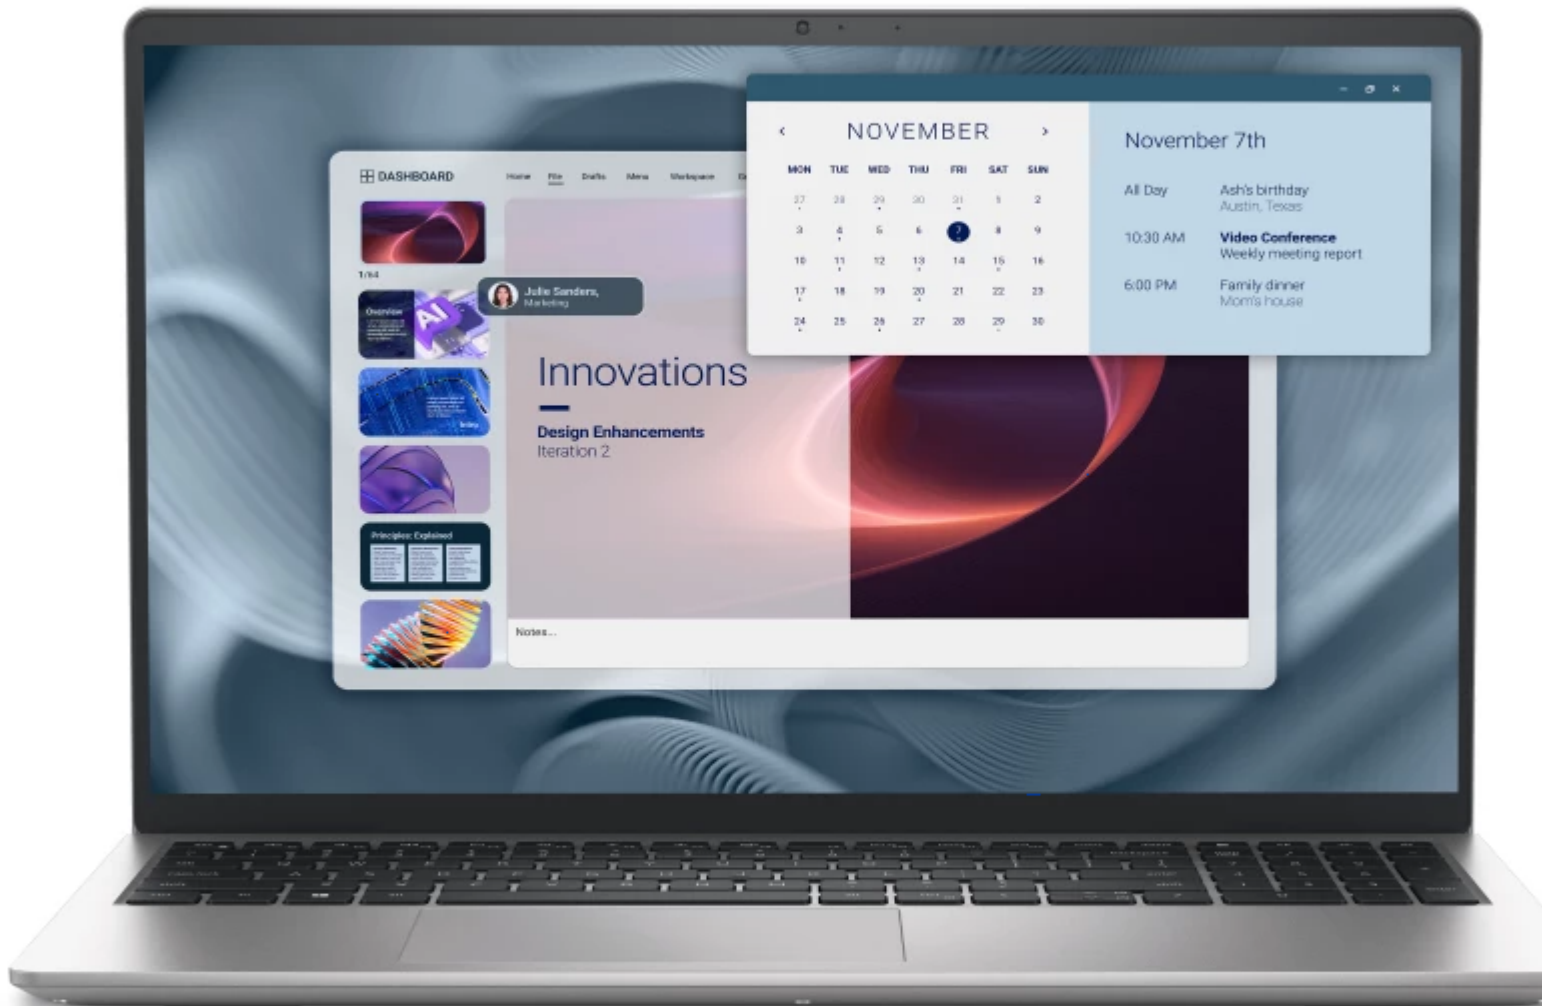 DASHBOARD
Home File Drafts Menu Workspace
1/64
Overview
AI
Intro
Principles: Explained
Julie Sanders,
Marketing
Innovations
Design Enhancements
Iteration 2
Notes...
NOVEMBER
MON TUE WED THU FRI SAT SUN
27 28 29 30 31 1 2
3 4 5 6 7 8 9
10 11 12 13 14 15 16
17 18 19 20 21 22 23
24 25 26 27 28 29 30
November 7th
All Day Ash's birthday
Austin, Texas
10:30 AM Video Conference
Weekly meeting report
6:00 PM Family dinner
Mom's house